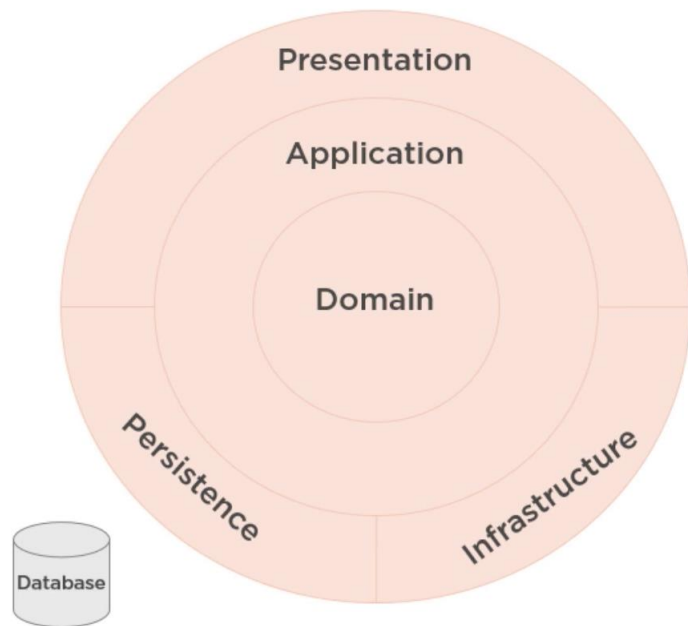 Presentation
Application
Domain
Persistence
Infrastructure
Database